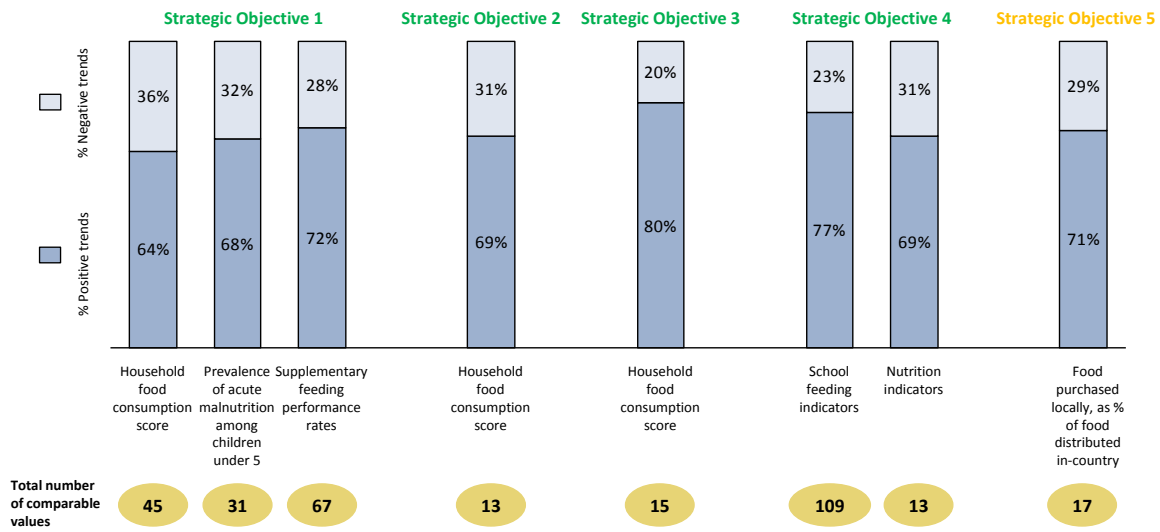 Strategic Objective 1
Strategic Objective 2
Strategic Objective 3
Strategic Objective 4
Strategic Objective 5
% Negative trends
% Positive trends
36%
32%
28%
31%
20%
23%
31%
29%
64%
68%
72%
69%
80%
77%
69%
71%
Household
food
consumption
score
Prevalence
of acute
malnutrition
among
children
under 5
Supplementary
feeding
performance
rates
Household
food
consumption
score
Household
food
consumption
score
School
feeding
indicators
Nutrition
indicators
Food
purchased
locally, as %
of food
distributed
in-country
Total number
of comparable
values
45
31
67
13
15
109
13
17